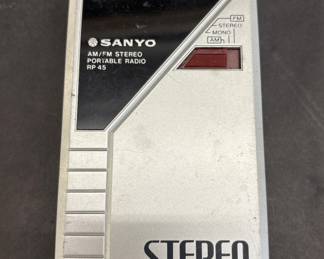 SANYO
AM/FM STEREO
PORTABLE RADIO
RP 45
FM
STEREO
MONO
AM
STEREO